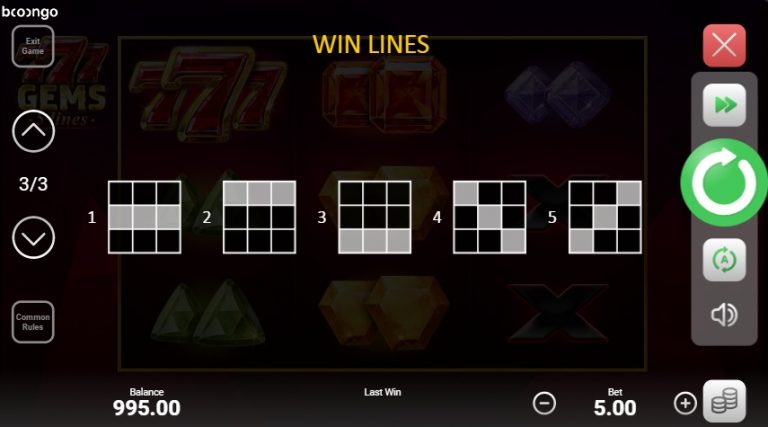 booongo
WIN LINES
Exit
Game
777
GEMS
3/3
1
2
3
4
5
A
Common
Rules
Balance
995.00
Last Win
Bet
5.00